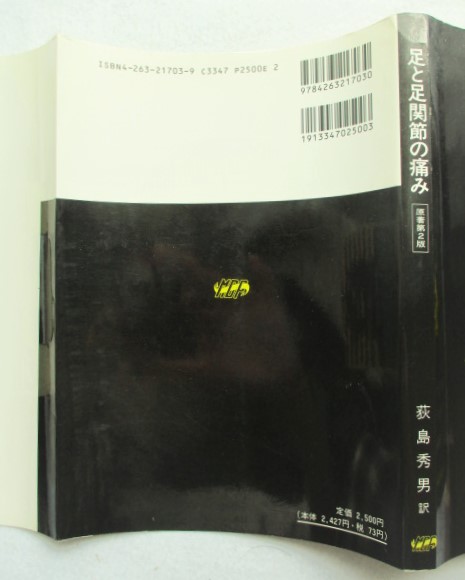 ISBN4-263-21703-9 C3347 P2500E 2
9784263217030
1913347025003
足と足関節の痛み
原書第2版
荻島秀男 訳
定価 2,500円
(本体 2,427円・税 73円)